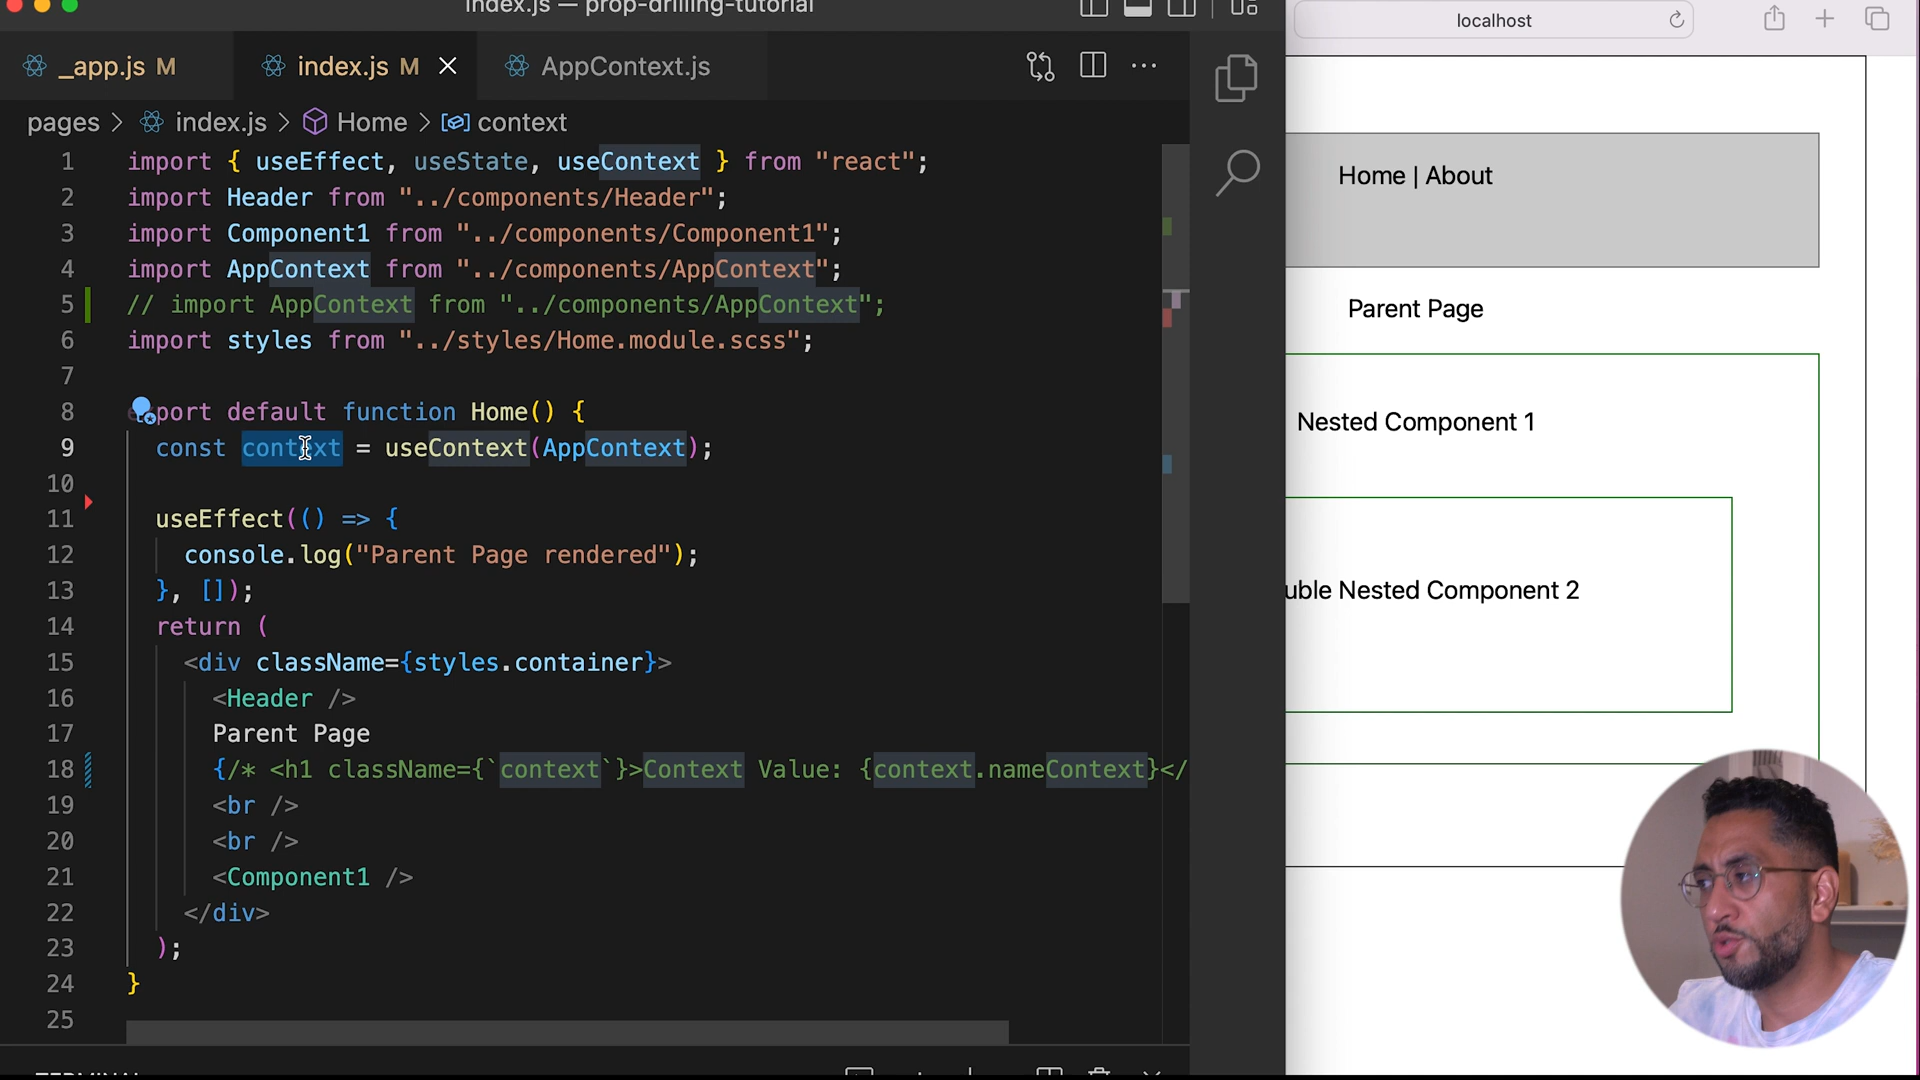 index.js — prop-drilling-tutorial
localhost
_app.js M
index.js M
AppContext.js
pages > index.js > Home > context
1 import { useEffect, useState, useContext } from "react";
2 import Header from "../components/Header";
3 import Component1 from "../components/Component1";
4 import AppContext from "../components/AppContext";
5 // import AppContext from "../components/AppContext";
6 import styles from "../styles/Home.module.scss";
7
8 port default function Home() {
9 const context = useContext(AppContext);
10
11 useEffect(() => {
12 console.log("Parent Page rendered");
13 }, []);
14 return (
15 <div className={styles.container}>
16 <Header />
17 Parent Page
18 {/* <h1 className={`context`}>Context Value: {context.nameContext}</
19 <br />
20 <br />
21 <Component1 />
22 </div>
23 );
24 }
25
TERMINAL
Home | About
Parent Page
Nested Component 1
uble Nested Component 2